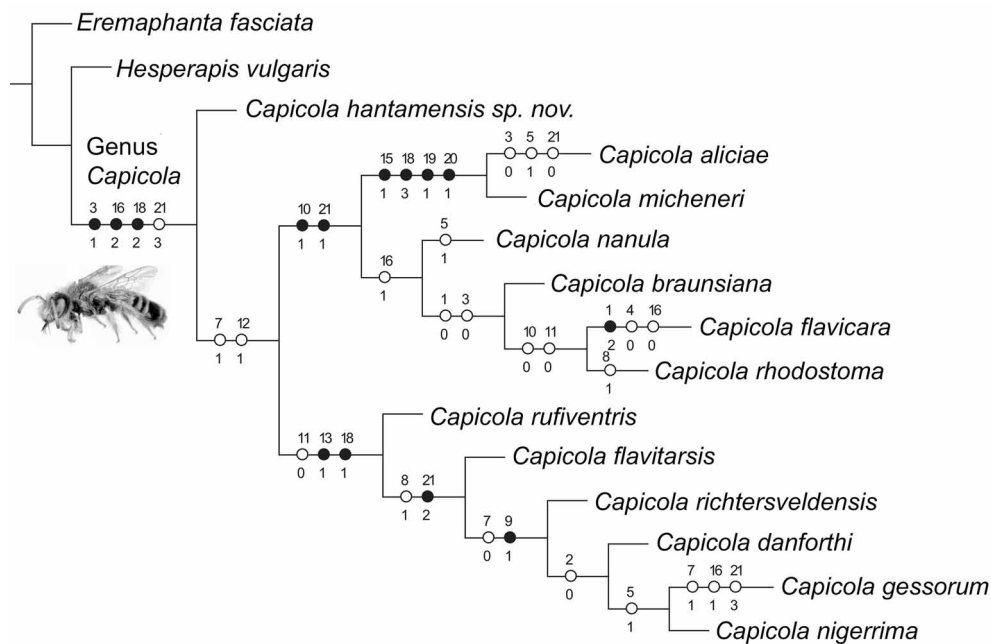 Eremaphanta fasciata
Hesperapis vulgaris
Capicola hantamensis sp. nov.
Genus
Capicola
3 16 18 21
1 2 2 3
3 5 21
0 1 0
Capicola aliciae
15 18 19 20
1 3 1 1
Capicola micheneri
10 21
1 1
5
1
Capicola nanula
16
1
Capicola braunsiana
1 3
0 0
1 4 16
2 0 0
Capicola flavicara
10 11
0 0
8
1
Capicola rhodostoma
7 12
1 1
Capicola rufiventris
11 13 18
0 1 1
Capicola flavitarsis
8 21
1 2
Capicola richtersveldensis
7 9
0 1
Capicola danforthi
2
0
7 16 21
1 1 3
Capicola gessorum
5
1
Capicola nigerrima